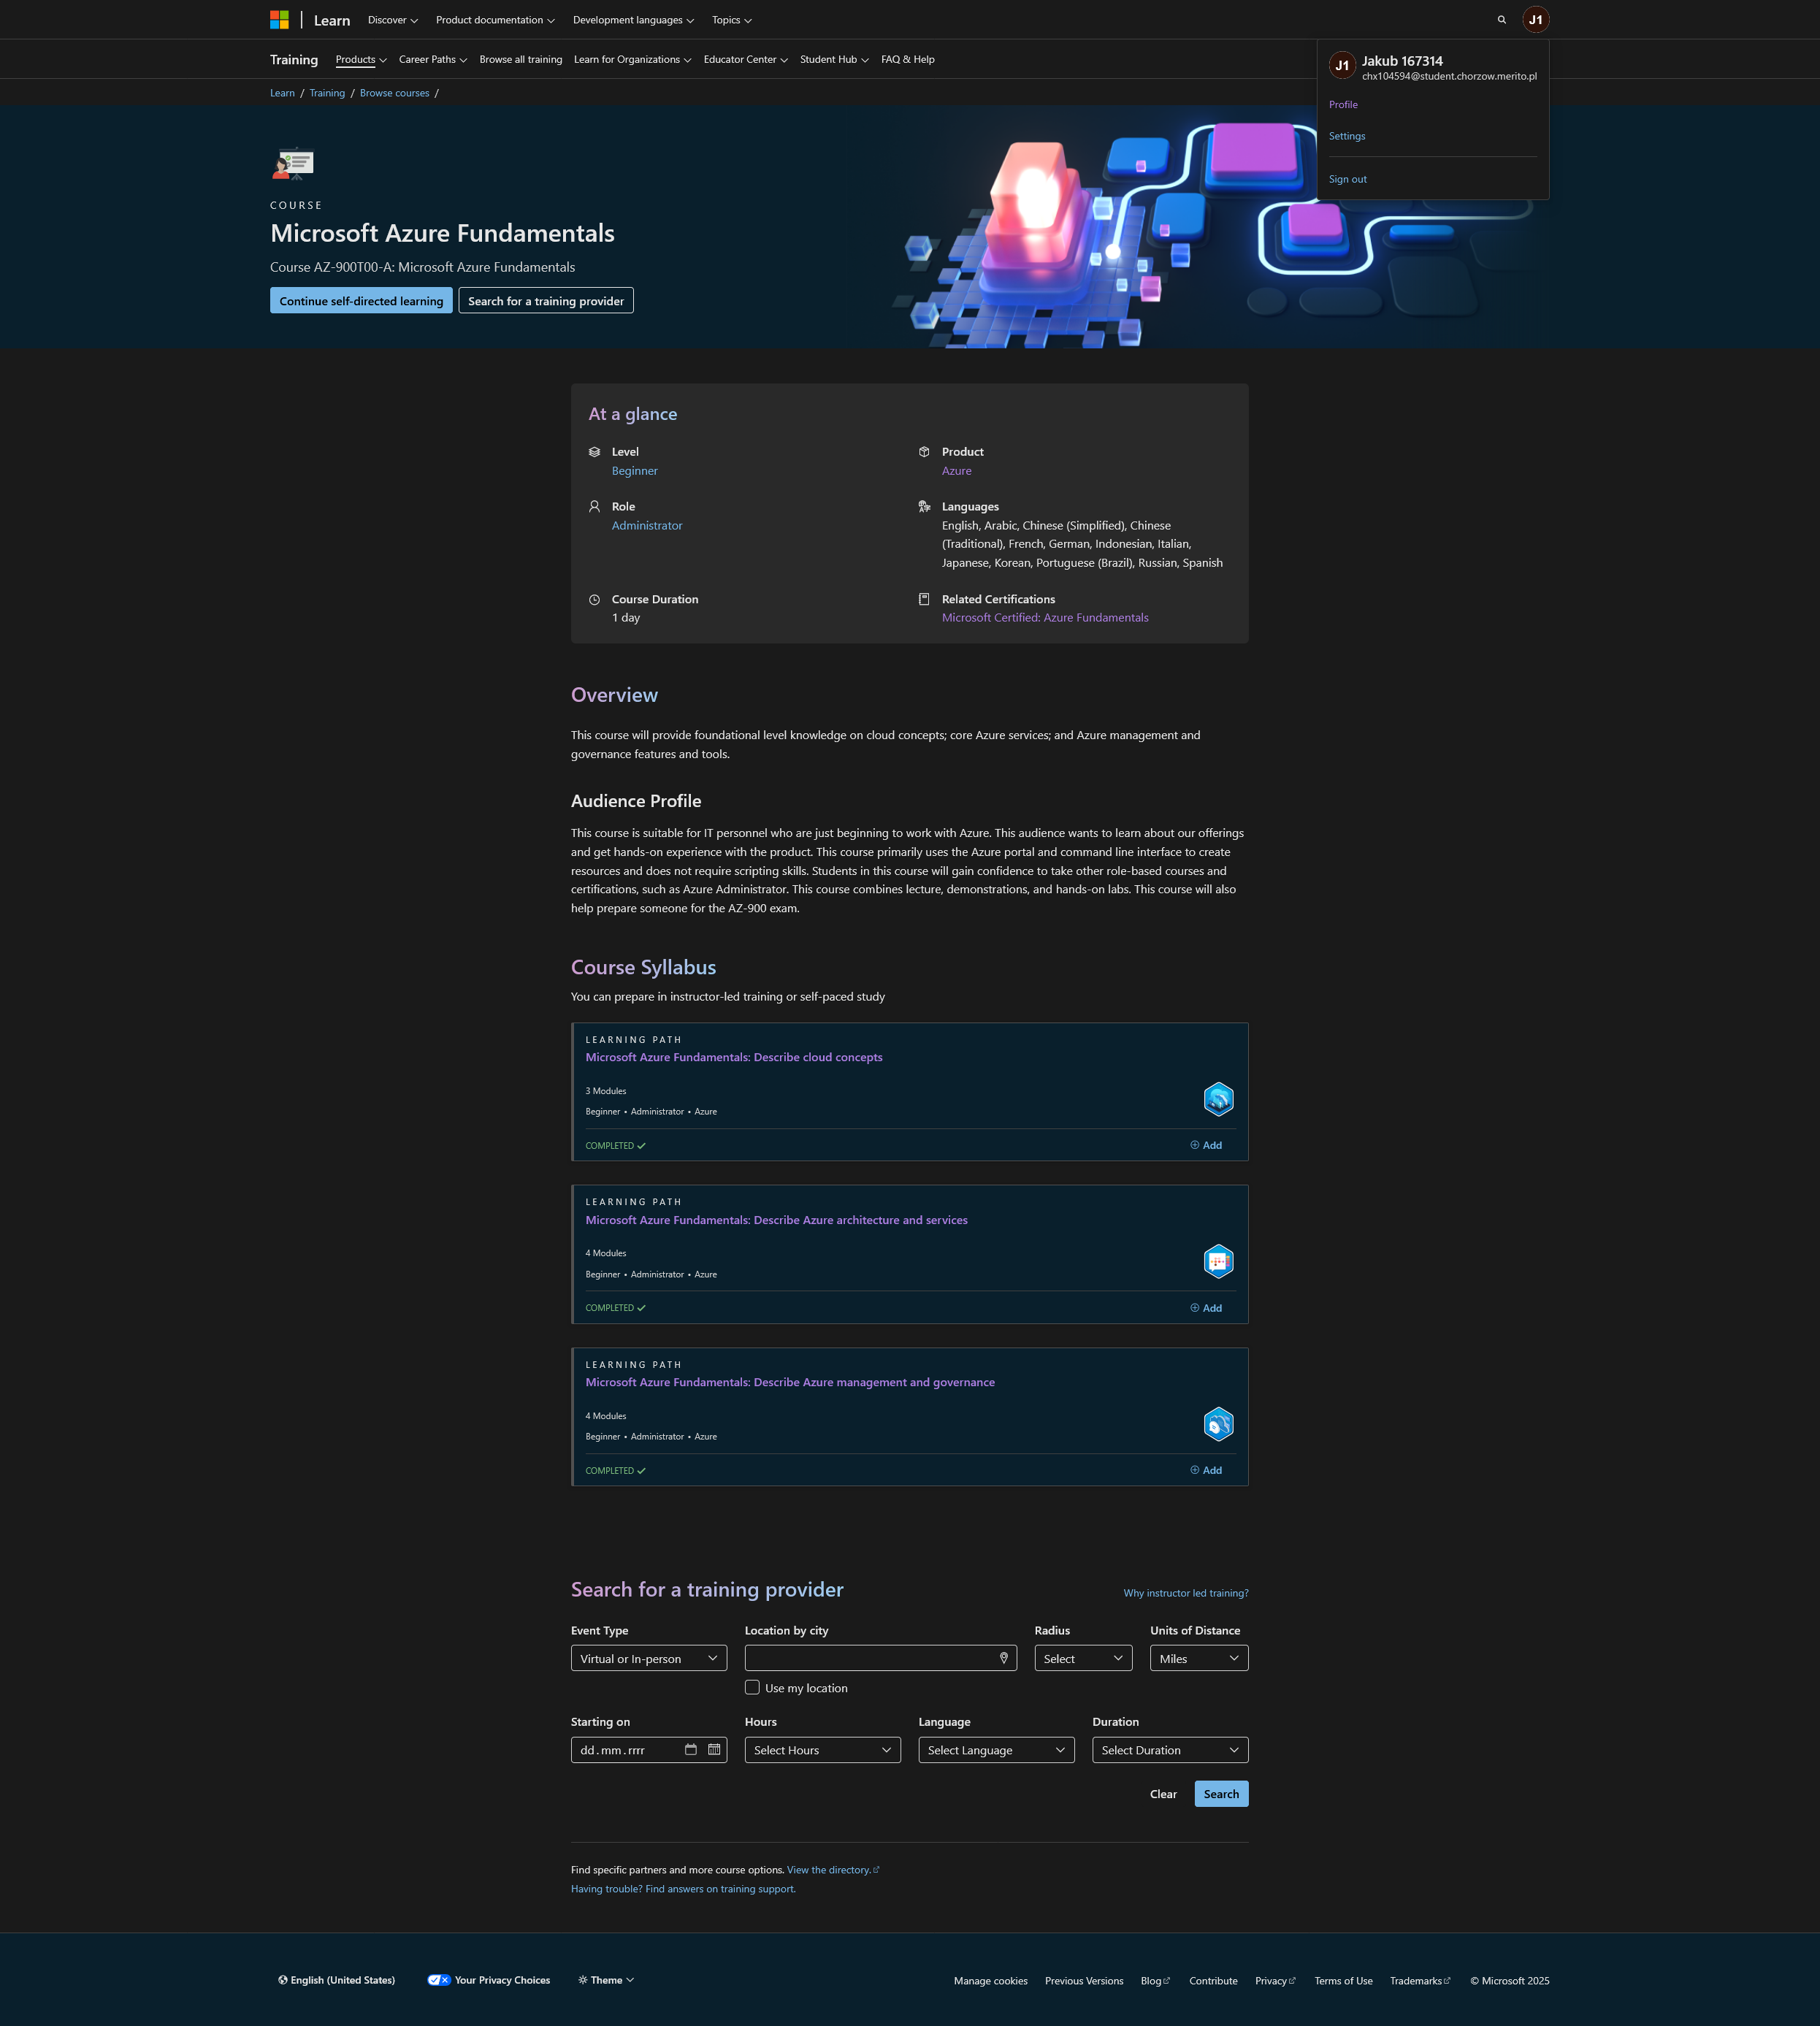 Learn Discover Product documentation Development languages Topics J1
Training Products Career Paths Browse all training Learn for Organizations Educator Center Student Hub FAQ & Help
J1 Jakub 167314
chx104594@student.chorzow.merito.pl
Profile
Settings
Sign out
Learn / Training / Browse courses /
COURSE
Microsoft Azure Fundamentals
Course AZ-900T00-A: Microsoft Azure Fundamentals
Continue self-directed learning Search for a training provider
At a glance
Level
Beginner
Product
Azure
Role
Administrator
Languages
English, Arabic, Chinese (Simplified), Chinese
(Traditional), French, German, Indonesian, Italian,
Japanese, Korean, Portuguese (Brazil), Russian, Spanish
Course Duration
1 day
Related Certifications
Microsoft Certified: Azure Fundamentals
Overview
This course will provide foundational level knowledge on cloud concepts; core Azure services; and Azure management and
governance features and tools.
Audience Profile
This course is suitable for IT personnel who are just beginning to work with Azure. This audience wants to learn about our offerings
and get hands-on experience with the product. This course primarily uses the Azure portal and command line interface to create
resources and does not require scripting skills. Students in this course will gain confidence to take other role-based courses and
certifications, such as Azure Administrator. This course combines lecture, demonstrations, and hands-on labs. This course will also
help prepare someone for the AZ-900 exam.
Course Syllabus
You can prepare in instructor-led training or self-paced study
LEARNING PATH
Microsoft Azure Fundamentals: Describe cloud concepts
3 Modules
Beginner • Administrator • Azure
COMPLETED Add
LEARNING PATH
Microsoft Azure Fundamentals: Describe Azure architecture and services
4 Modules
Beginner • Administrator • Azure
COMPLETED Add
LEARNING PATH
Microsoft Azure Fundamentals: Describe Azure management and governance
4 Modules
Beginner • Administrator • Azure
COMPLETED Add
Search for a training provider Why instructor led training?
Event Type Location by city Radius Units of Distance
Virtual or In-person Select Miles
Use my location
Starting on Hours Language Duration
dd.mm.rrrr Select Hours Select Language Select Duration
Clear Search
Find specific partners and more course options. View the directory.
Having trouble? Find answers on training support.
English (United States) Your Privacy Choices Theme Manage cookies Previous Versions Blog Contribute Privacy Terms of Use Trademarks © Microsoft 2025